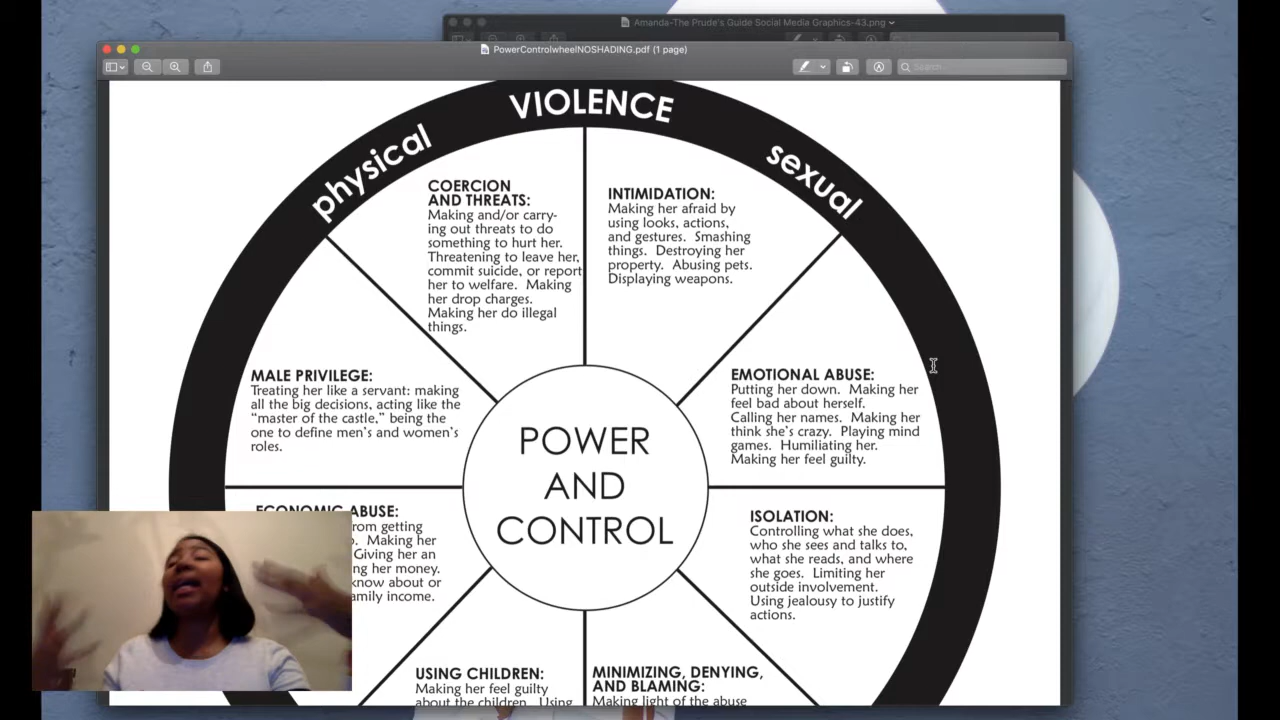 Amanda-The Prude's Guide Social Media Graphics-43.png
PowerControlwheelNOSHADING.pdf (1 page)
Search
physical
VIOLENCE
sexual
COERCION
AND THREATS:
Making and/or carry-
ing out threats to do
something to hurt her.
Threatening to leave her,
commit suicide, or report
her to welfare. Making
her drop charges.
Making her do illegal
things.
INTIMIDATION:
Making her afraid by
using looks, actions,
and gestures. Smashing
things. Destroying her
property. Abusing pets.
Displaying weapons.
MALE PRIVILEGE:
Treating her like a servant: making
all the big decisions, acting like the
“master of the castle,” being the
one to define men’s and women’s
roles.
EMOTIONAL ABUSE:
Putting her down. Making her
feel bad about herself.
Calling her names. Making her
think she’s crazy. Playing mind
games. Humiliating her.
Making her feel guilty.
POWER
AND
CONTROL
ECONOMIC ABUSE:
from getting
Making her
Giving her an
her money.
know about or
family income.
ISOLATION:
Controlling what she does,
who she sees and talks to,
what she reads, and where
she goes. Limiting her
outside involvement.
Using jealousy to justify
actions.
USING CHILDREN:
Making her feel guilty
about the children. Using
MINIMIZING, DENYING,
AND BLAMING:
Making light of the abuse